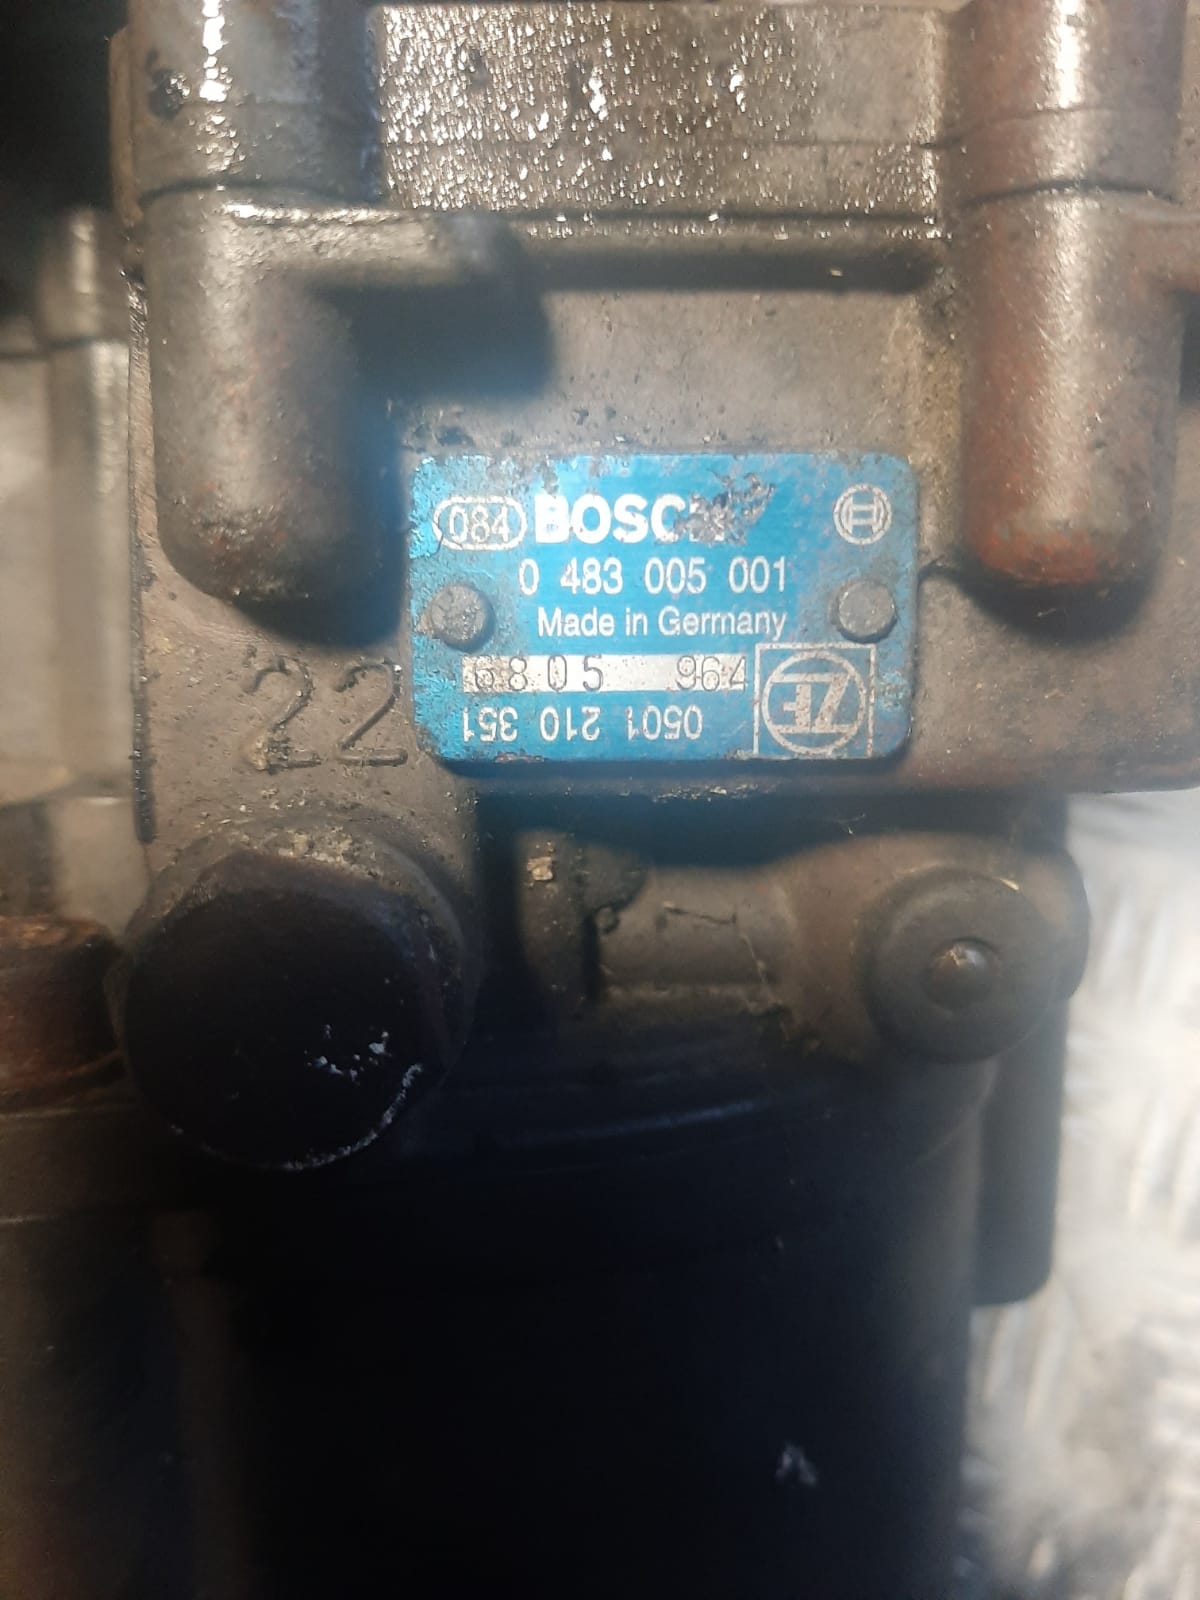 084 BOSCH
0 483 005 001
Made in Germany
6805 964
0501 210 351
ZF
22